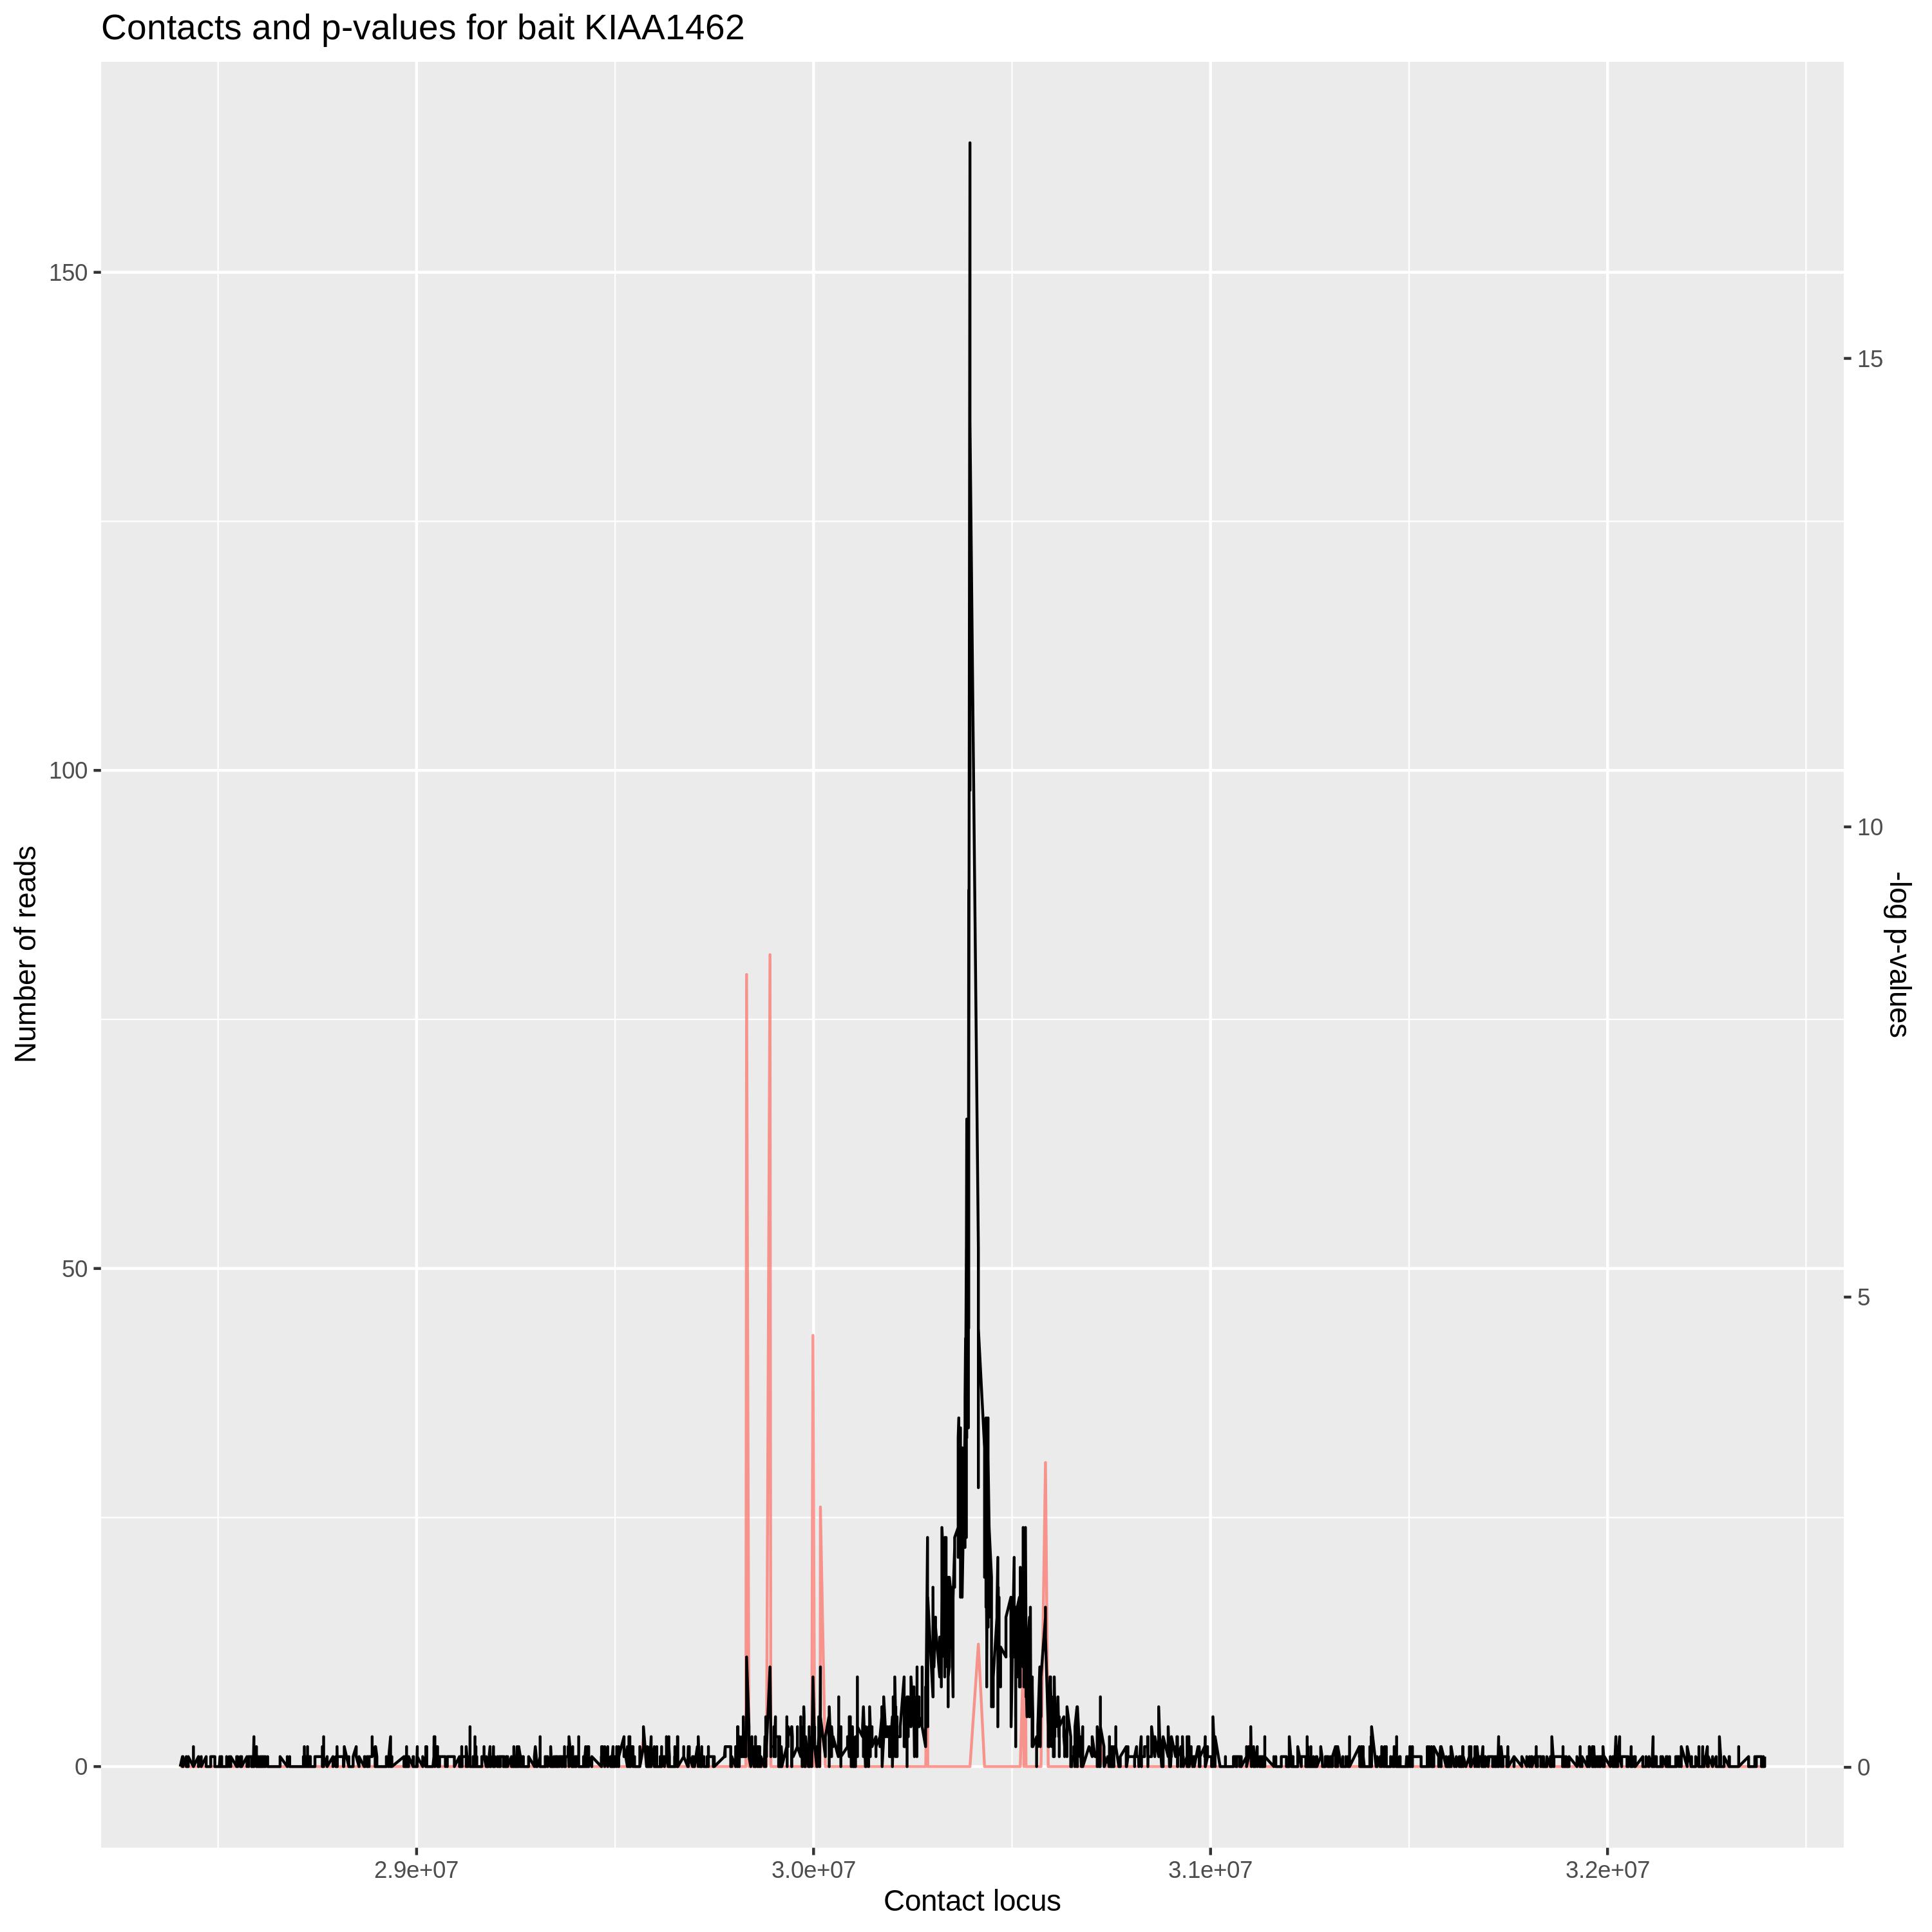 Contacts and p-values for bait KIAA1462
150
100
50
0
15
10
5
0
Number of reads
-log p-values
2.9e+07
3.0e+07
3.1e+07
3.2e+07
Contact locus